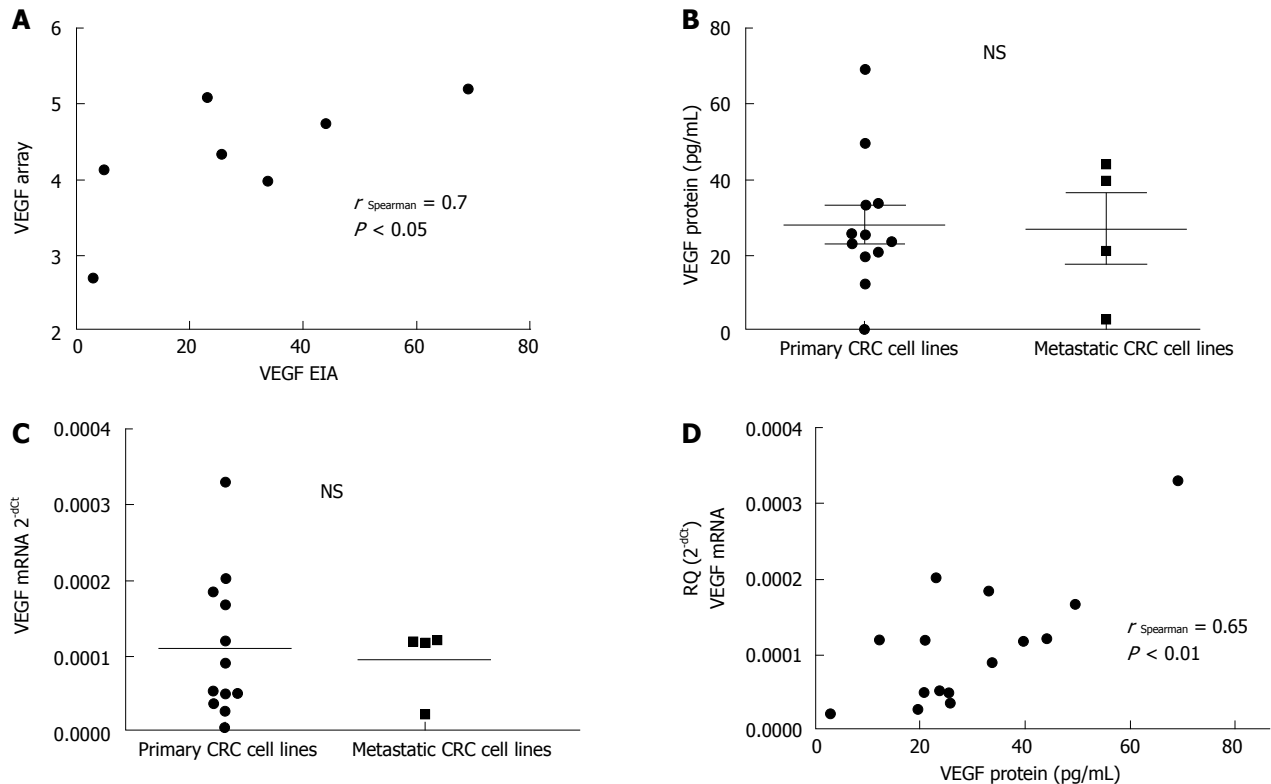 A
6
5
4
3
2
VEGF array
r Spearman = 0.7
P < 0.05
0 20 40 60 80
VEGF EIA
B
80
60
40
20
0
VEGF protein (pg/mL)
NS
Primary CRC cell lines Metastatic CRC cell lines
C
0.0004
0.0003
0.0002
0.0001
0.0000
VEGF mRNA 2-dCt
NS
Primary CRC cell lines Metastatic CRC cell lines
D
0.0004
0.0003
0.0002
0.0001
0.0000
RQ (2-dCt)
VEGF mRNA
r Spearman = 0.65
P < 0.01
0 20 40 60 80
VEGF protein (pg/mL)